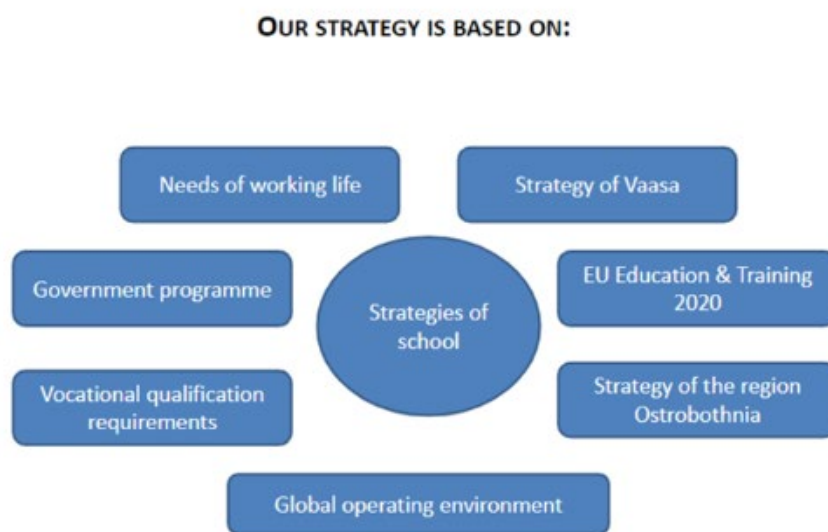 OUR STRATEGY IS BASED ON:
Needs of working life
Strategy of Vaasa
Government programme
EU Education & Training
2020
Strategies of
school
Vocational qualification
requirements
Strategy of the region
Ostrobothnia
Global operating environment